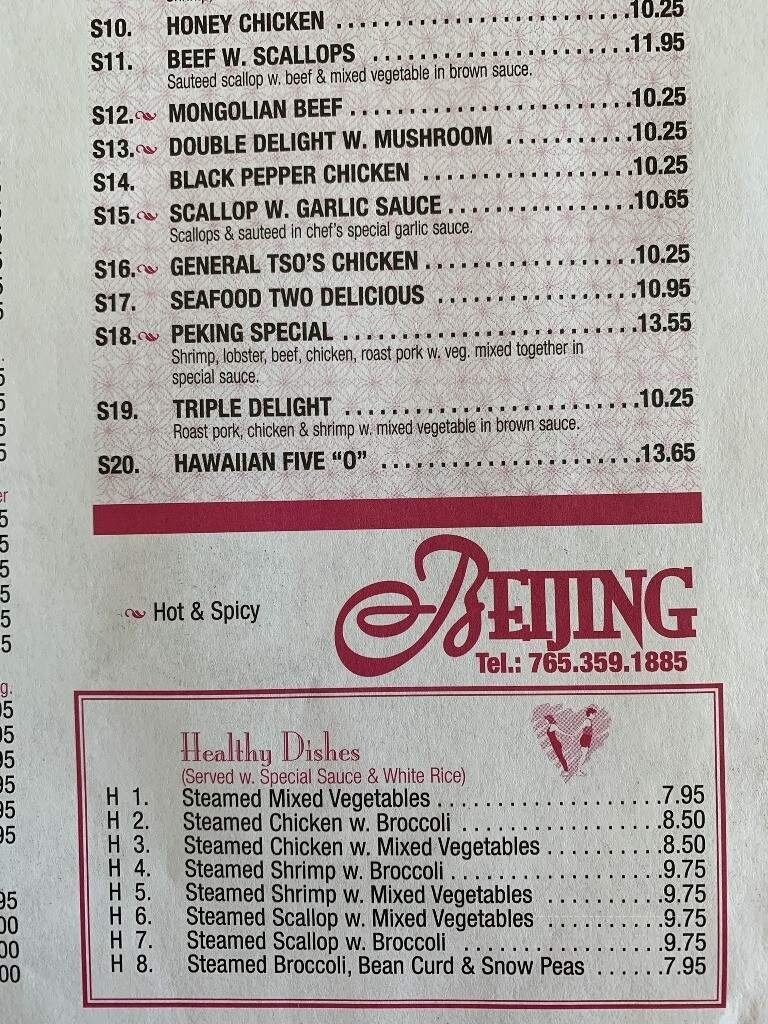 S10. HONEY CHICKEN ..........................10.25
S11. BEEF W. SCALLOPS ..........................11.95
Sauteed scallop w. beef & mixed vegetable in brown sauce.
S12. MONGOLIAN BEEF..........................10.25
S13. DOUBLE DELIGHT W. MUSHROOM ............10.25
S14. BLACK PEPPER CHICKEN ....................10.25
S15. SCALLOP W. GARLIC SAUCE..................10.65
Scallops & sauteed in chef's special garlic sauce.
S16. GENERAL TSO'S CHICKEN....................10.25
S17. SEAFOOD TWO DELICIOUS ..................10.95
S18. PEKING SPECIAL ..........................13.55
Shrimp, lobster, beef, chicken, roast pork w. veg. mixed together in
special sauce.
S19. TRIPLE DELIGHT ..........................10.25
Roast pork, chicken & shrimp w. mixed vegetable in brown sauce.
S20. HAWAIIAN FIVE "O" ........................13.65
Hot & Spicy
BEIJING
Tel.: 765.359.1885
Healthy Dishes
(Served w. Special Sauce & White Rice)
H 1. Steamed Mixed Vegetables.....................7.95
H 2. Steamed Chicken w. Broccoli ..................8.50
H 3. Steamed Chicken w. Mixed Vegetables ...........8.50
H 4. Steamed Shrimp w. Broccoli....................9.75
H 5. Steamed Shrimp w. Mixed Vegetables ............9.75
H 6. Steamed Scallop w. Mixed Vegetables ...........9.75
H 7. Steamed Scallop w. Broccoli ..................9.75
H 8. Steamed Broccoli, Bean Curd & Snow Peas ......7.95